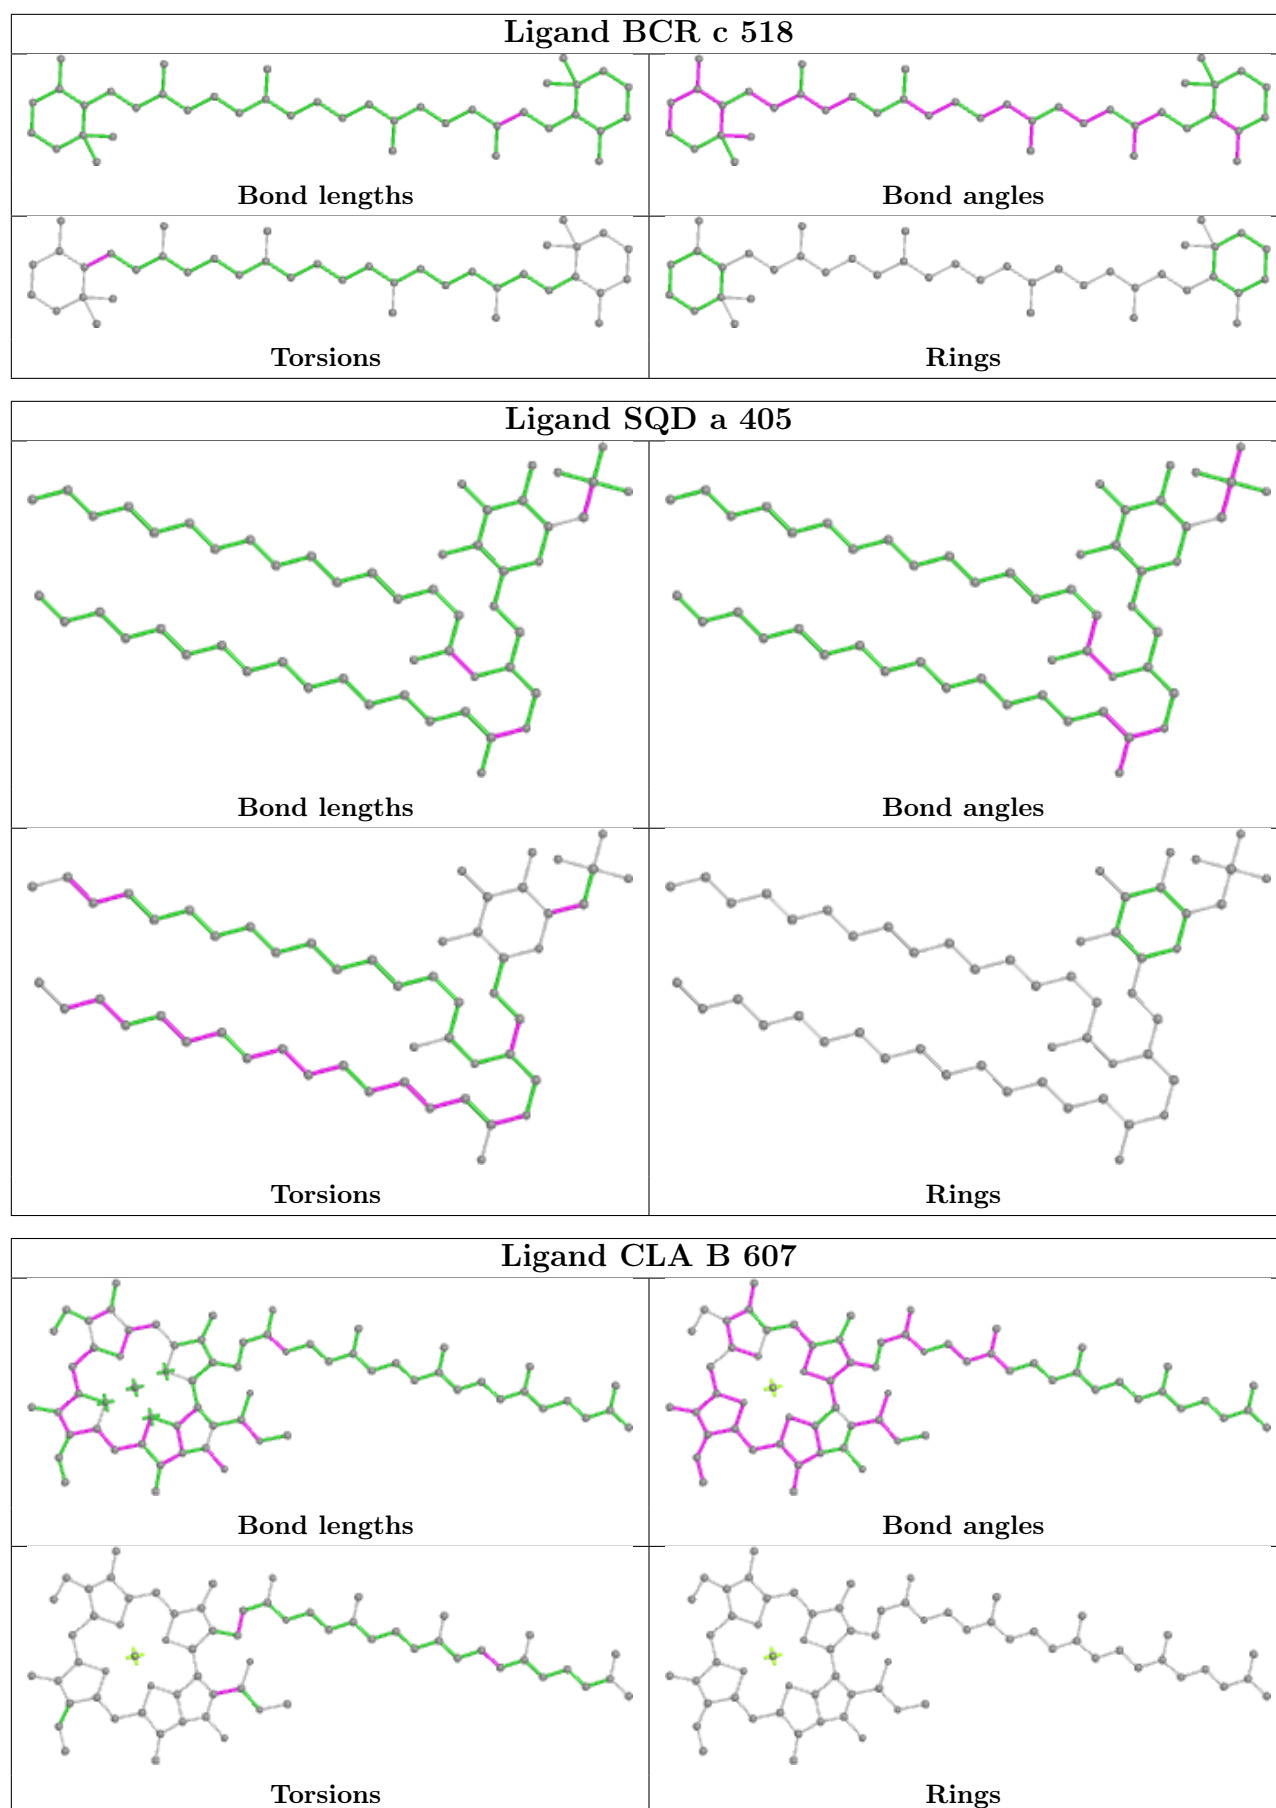 Ligand BCR c 518
Bond lengths
Bond angles
Torsions
Rings
Ligand SQD a 405
Bond lengths
Bond angles
Torsions
Rings
Ligand CLA B 607
Bond lengths
Bond angles
Torsions
Rings